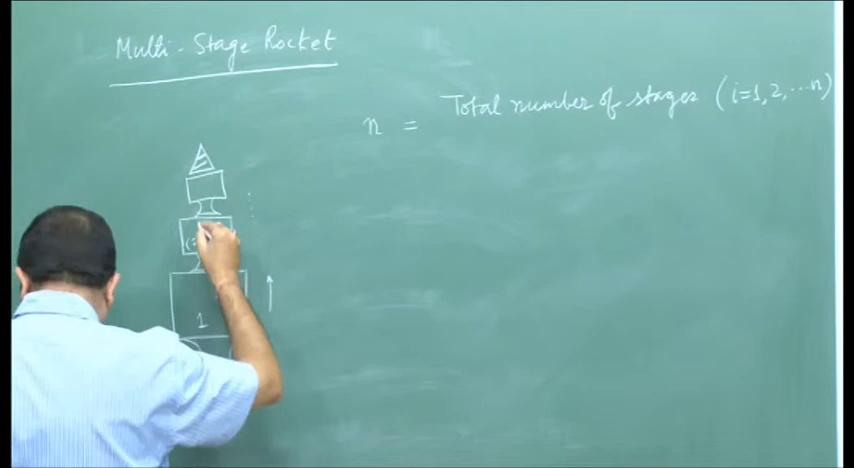 Multi - Stage Rocket
n = Total number of stages (i=1, 2, ...n)
1